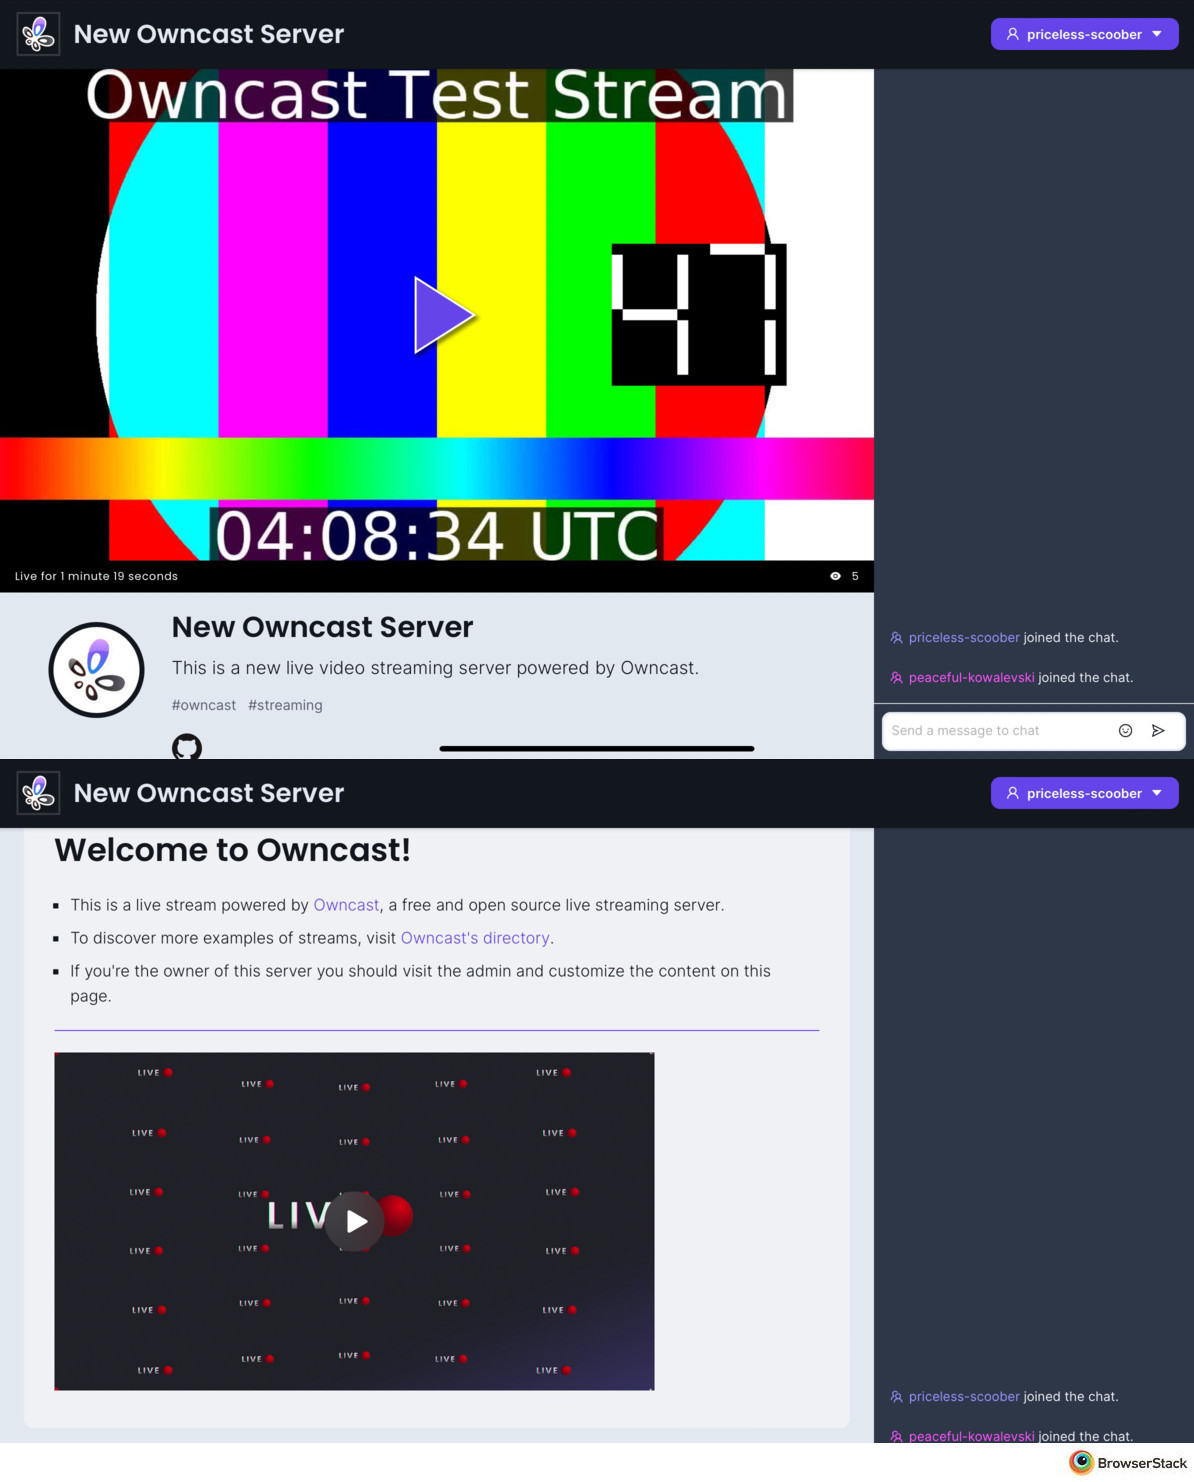 New Owncast Server
priceless-scoober
Owncast Test Stream
47
04:08:34 UTC
Live for 1 minute 19 seconds
5
New Owncast Server
This is a new live video streaming server powered by Owncast.
#owncast #streaming
priceless-scoober joined the chat.
peaceful-kowalevski joined the chat.
Send a message to chat
New Owncast Server
priceless-scoober
Welcome to Owncast!
This is a live stream powered by Owncast, a free and open source live streaming server.
To discover more examples of streams, visit Owncast's directory.
If you're the owner of this server you should visit the admin and customize the content on this
page.
LIVE LIVE LIVE LIVE LIVE
LIVE LIVE LIVE LIVE LIVE
LIVE LIVE LIVE LIVE LIVE
LIV
LIVE LIVE LIVE LIVE
LIVE LIVE LIVE LIVE LIVE
LIVE LIVE LIVE LIVE LIVE
priceless-scoober joined the chat.
peaceful-kowalevski joined the chat.
BrowserStack